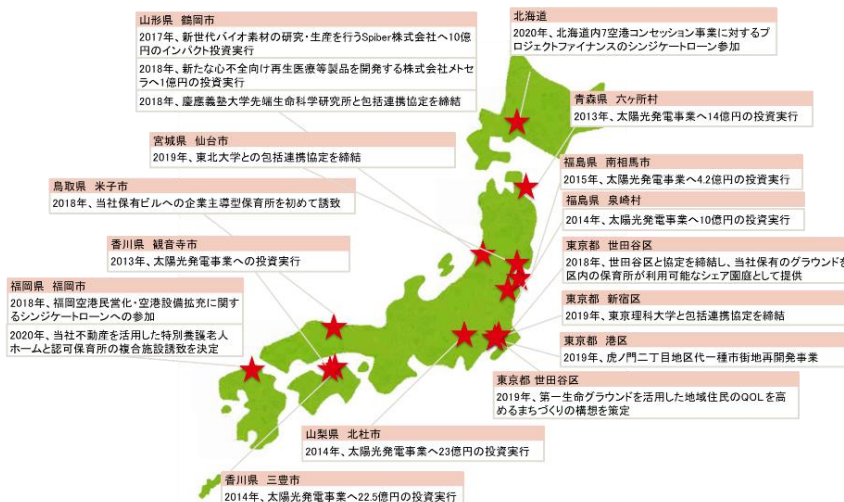 山形県 鶴岡市
2017年、新世代バイオ素材の研究・生産を行うSpiber株式会社へ10億
円のインパクト投資実行
2018年、新たな心不全向け再生医療等製品を開発する株式会社メトセ
ラへ1億円の投資実行
2018年、慶應義塾大学先端生命科学研究所と包括連携協定を締結
宮城県 仙台市
2019年、東北大学との包括連携協定を締結
鳥取県 米子市
2018年、当社保有ビルへの企業主導型保育所を初めて誘致
香川県 観音寺市
2013年、太陽光発電事業への投資実行
福岡県 福岡市
2018年、福岡空港民営化・空港設備拡充に関す
るシンジケートローンへの参加
2020年、当社不動産を活用した特別養護老人
ホームと認可保育所の複合施設誘致を決定
北海道
2020年、北海道内7空港コンセッション事業に対するプ
ロジェクトファイナンスのシンジケートローン参加
青森県 六ヶ所村
2013年、太陽光発電事業へ14億円の投資実行
福島県 南相馬市
2015年、太陽光発電事業へ4.2億円の投資実行
福島県 泉崎村
2014年、太陽光発電事業へ10億円の投資実行
東京都 世田谷区
2018年、世田谷区と協定を締結し、当社保有のグラウンドを
区内の保育所が利用可能なシェア園庭として提供
東京都 新宿区
2019年、東京理科大学と包括連携協定を締結
東京都 港区
2019年、虎ノ門二丁目地区代一種市街地再開発事業
東京都 世田谷区
2019年、第一生命グラウンドを活用した地域住民のQOLを高
めるまちづくりの構想を策定
山梨県 北杜市
2014年、太陽光発電事業へ23億円の投資実行
香川県 三豊市
2014年、太陽光発電事業へ22.5億円の投資実行